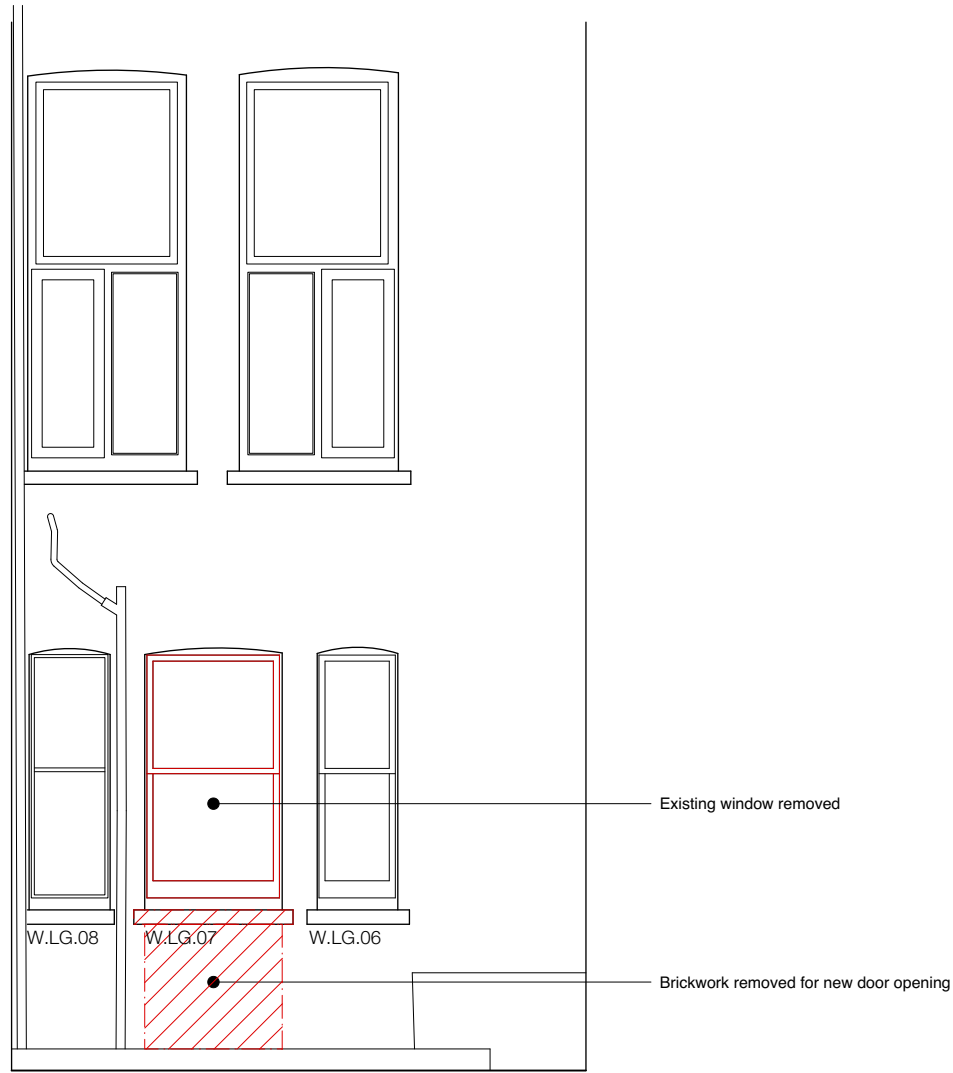 Existing window removed
W.LG.08
W.LG.07
W.LG.06
Brickwork removed for new door opening